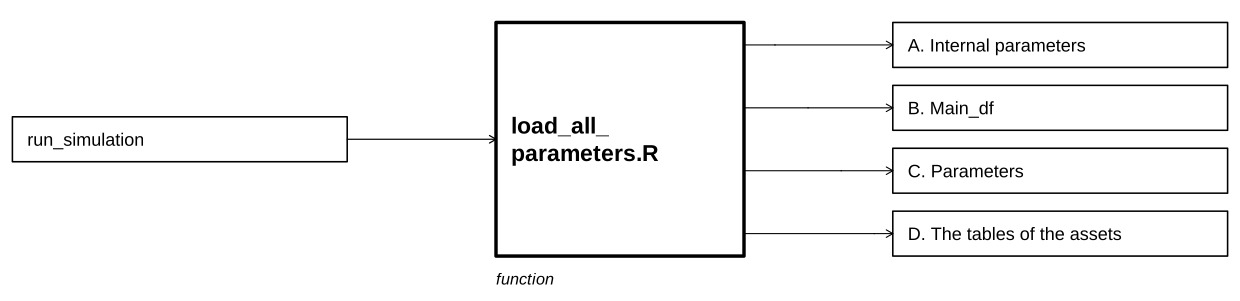 run_simulation
load_all_
parameters.R
function
A. Internal parameters
B. Main_df
C. Parameters
D. The tables of the assets